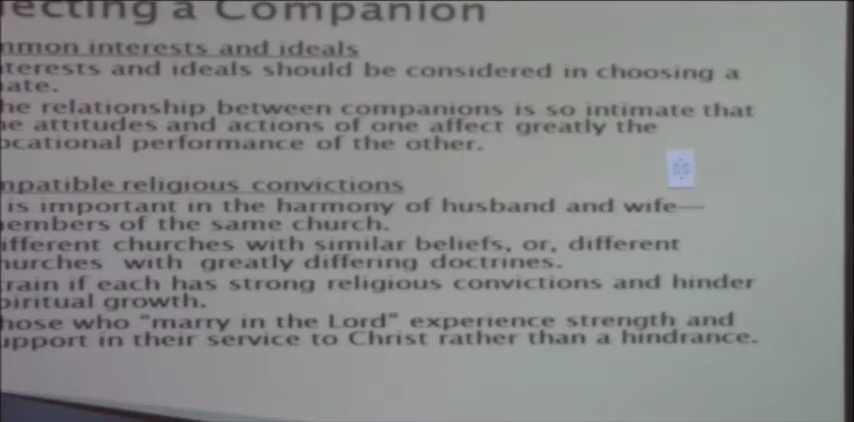 ecting a Companion
mmon interests and ideals
terests and ideals should be considered in choosing a
ate.
he relationship between companions is so intimate that
e attitudes and actions of one affect greatly the
ocational performance of the other.
mpatible religious convictions
is important in the harmony of husband and wife—
embers of the same church.
ifferent churches with similar beliefs, or, different
hurches with greatly differing doctrines.
train if each has strong religious convictions and hinder
piritual growth.
hose who “marry in the Lord” experience strength and
upport in their service to Christ rather than a hindrance.